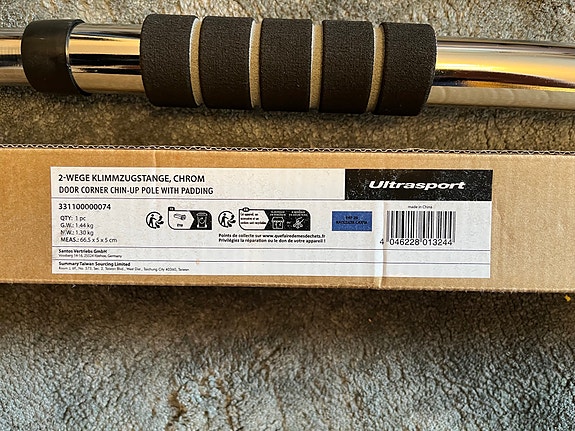 2-WEGE KLIMMZUGSTANGE, CHROM
DOOR CORNER CHIN-UP POLE WITH PADDING
Ultrasport
331100000074
QTY: 1 pc
G.W.: 1.44 kg
N.W.: 1.30 kg
MEAS.: 66.5 x 5 x 5 cm
FR
Points de collecte sur www.quefairedemesdechets.fr
Privilégiez la réparation ou le don de votre appareil !
made in China
4 046228 013244
Santos Vertriebs GmbH
Summary Taiwan Sourcing Limited